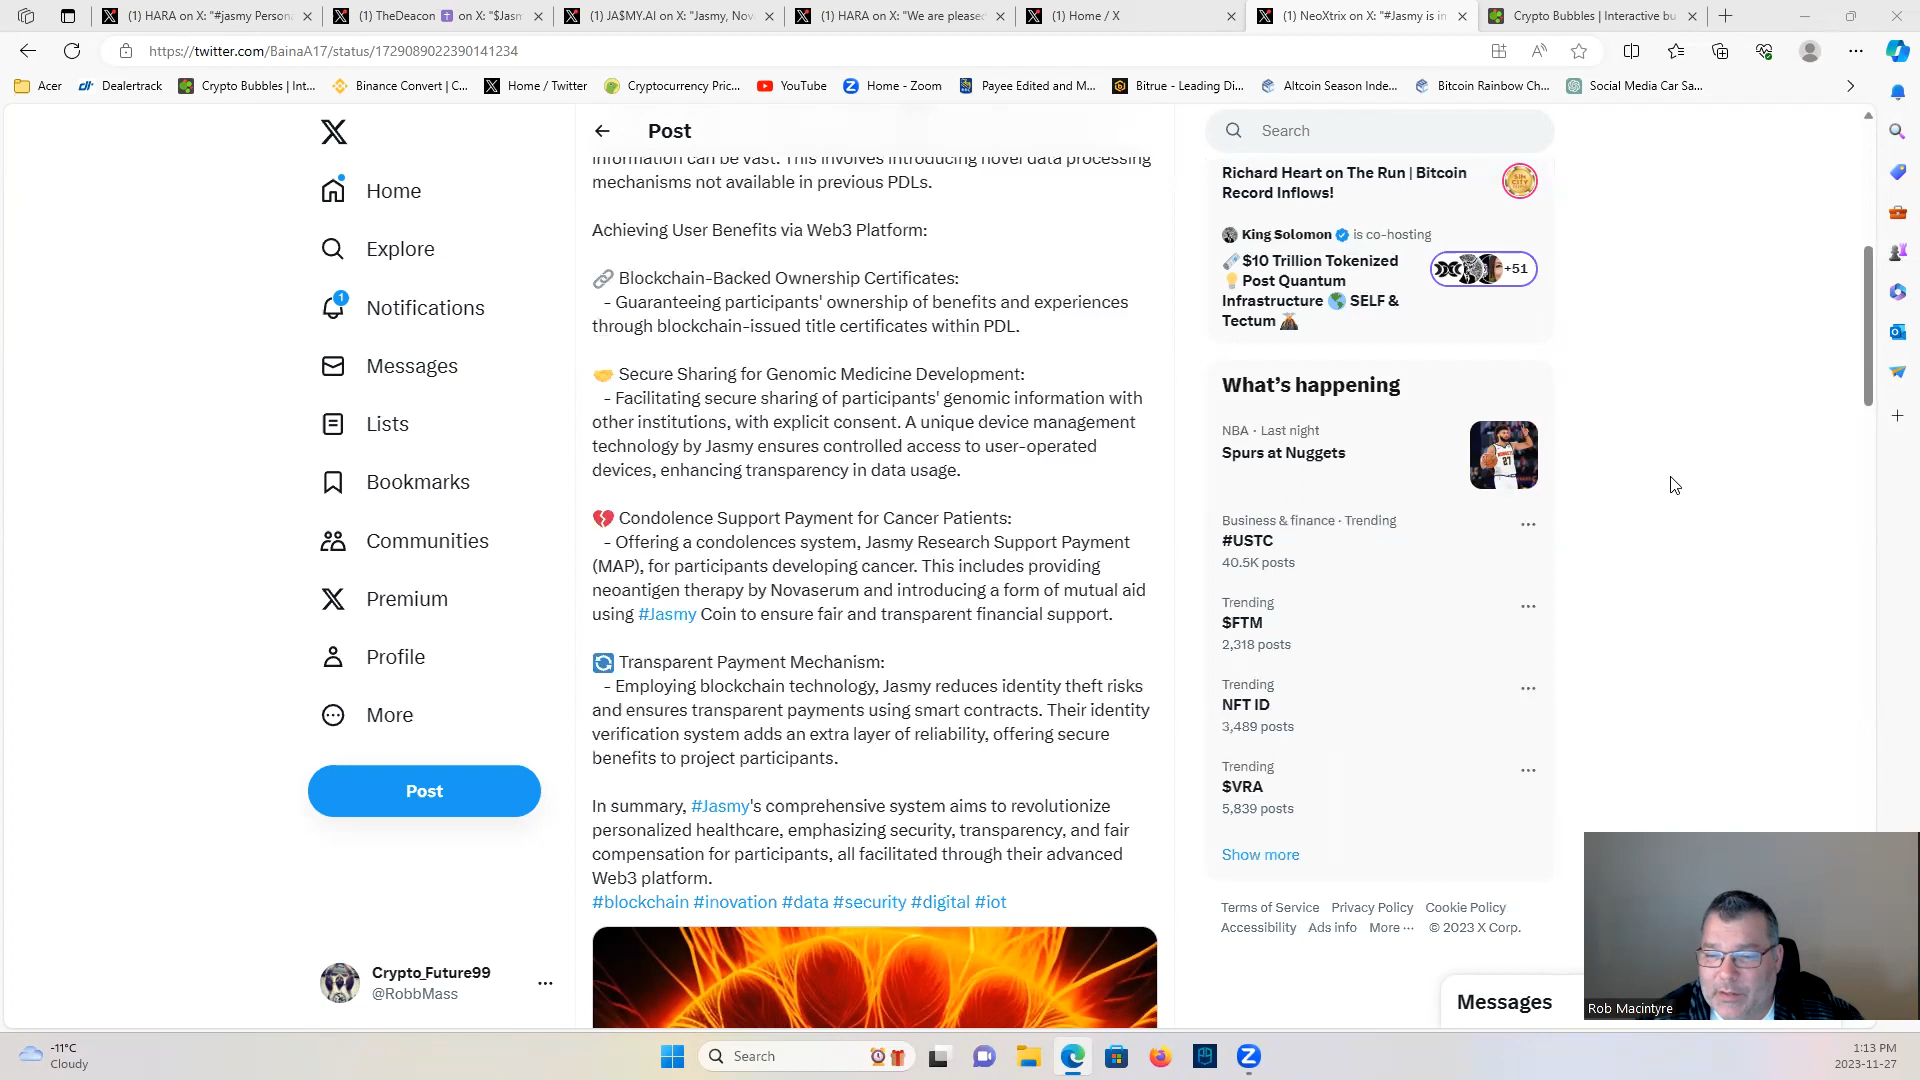 (1) HARA on X: "#jasmy Persona
(1) TheDeacon ✝️ on X: "$Jasm
(1) JA$MY.AI on X: "Jasmy, Nov
(1) HARA on X: "We are please
(1) Home / X
(1) NeoXtrix on X: "#Jasmy is in
Crypto Bubbles | Interactive bu
https://twitter.com/BainaA17/status/1729089022390141234
Acer
Dealertrack
Crypto Bubbles | Int...
Binance Convert | C...
Home / Twitter
Cryptocurrency Pric...
YouTube
Home - Zoom
Payee Edited and M...
Bitrue - Leading Di...
Altcoin Season Inde...
Bitcoin Rainbow Ch...
Social Media Car Sa...
Home
Explore
1
Notifications
Messages
Lists
Bookmarks
Communities
Premium
Profile
More
Post
Crypto_Future99
@RobbMass
Post
information can be vast. This involves introducing novel data processing
mechanisms not available in previous PDLs.
Achieving User Benefits via Web3 Platform:
🔗 Blockchain-Backed Ownership Certificates:
- Guaranteeing participants' ownership of benefits and experiences
through blockchain-issued title certificates within PDL.
🤝 Secure Sharing for Genomic Medicine Development:
- Facilitating secure sharing of participants' genomic information with
other institutions, with explicit consent. A unique device management
technology by Jasmy ensures controlled access to user-operated
devices, enhancing transparency in data usage.
💔 Condolence Support Payment for Cancer Patients:
- Offering a condolences system, Jasmy Research Support Payment
(MAP), for participants developing cancer. This includes providing
neoantigen therapy by Novaserum and introducing a form of mutual aid
using #Jasmy Coin to ensure fair and transparent financial support.
🔄 Transparent Payment Mechanism:
- Employing blockchain technology, Jasmy reduces identity theft risks
and ensures transparent payments using smart contracts. Their identity
verification system adds an extra layer of reliability, offering secure
benefits to project participants.
In summary, #Jasmy's comprehensive system aims to revolutionize
personalized healthcare, emphasizing security, transparency, and fair
compensation for participants, all facilitated through their advanced
Web3 platform.
#blockchain #inovation #data #security #digital #iot
Search
Richard Heart on The Run | Bitcoin
Record Inflows!
King Solomon is co-hosting
$10 Trillion Tokenized
💡Post Quantum
Infrastructure 🌎 SELF &
Tectum 🌋
+51
What's happening
NBA · Last night
Spurs at Nuggets
Business & finance · Trending
#USTC
40.5K posts
Trending
$FTM
2,318 posts
Trending
NFT ID
3,489 posts
Trending
$VRA
5,839 posts
Show more
Terms of Service Privacy Policy Cookie Policy
Accessibility Ads info More ··· © 2023 X Corp.
Messages
Rob Macintyre
-11°C
Cloudy
Search
1:13 PM
2023-11-27